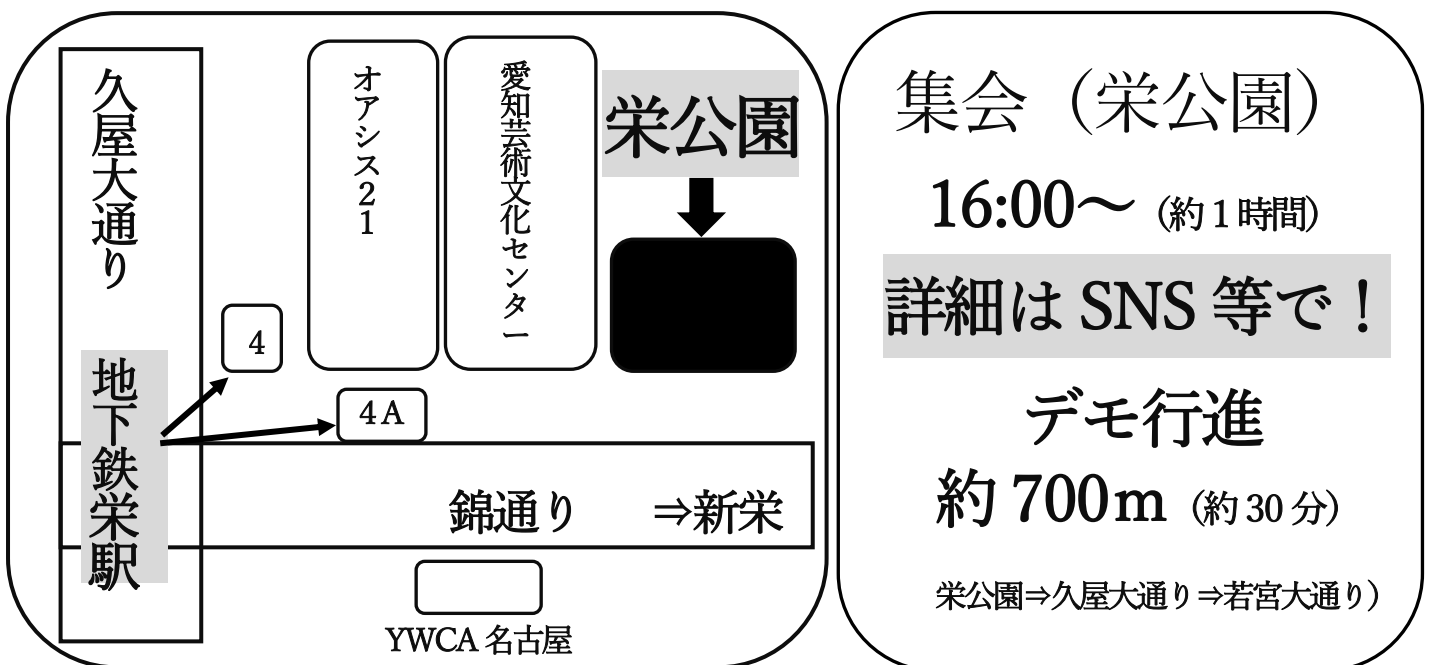 久屋大通り
地下鉄栄駅
オアシス21
愛知芸術文化センター
栄公園
4
4A
錦通り ⇒新栄
YWCA 名古屋
集会（栄公園）
16:00～（約1時間）
詳細は SNS 等で！
デモ行進
約 700m（約30分）
栄公園⇒久屋大通り⇒若宮大通り）